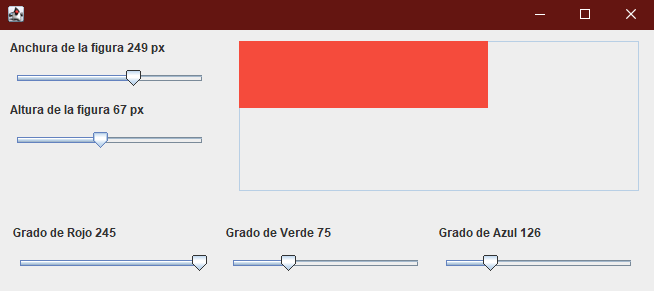 Anchura de la figura 249 px
Altura de la figura 67 px
Grado de Rojo 245
Grado de Verde 75
Grado de Azul 126